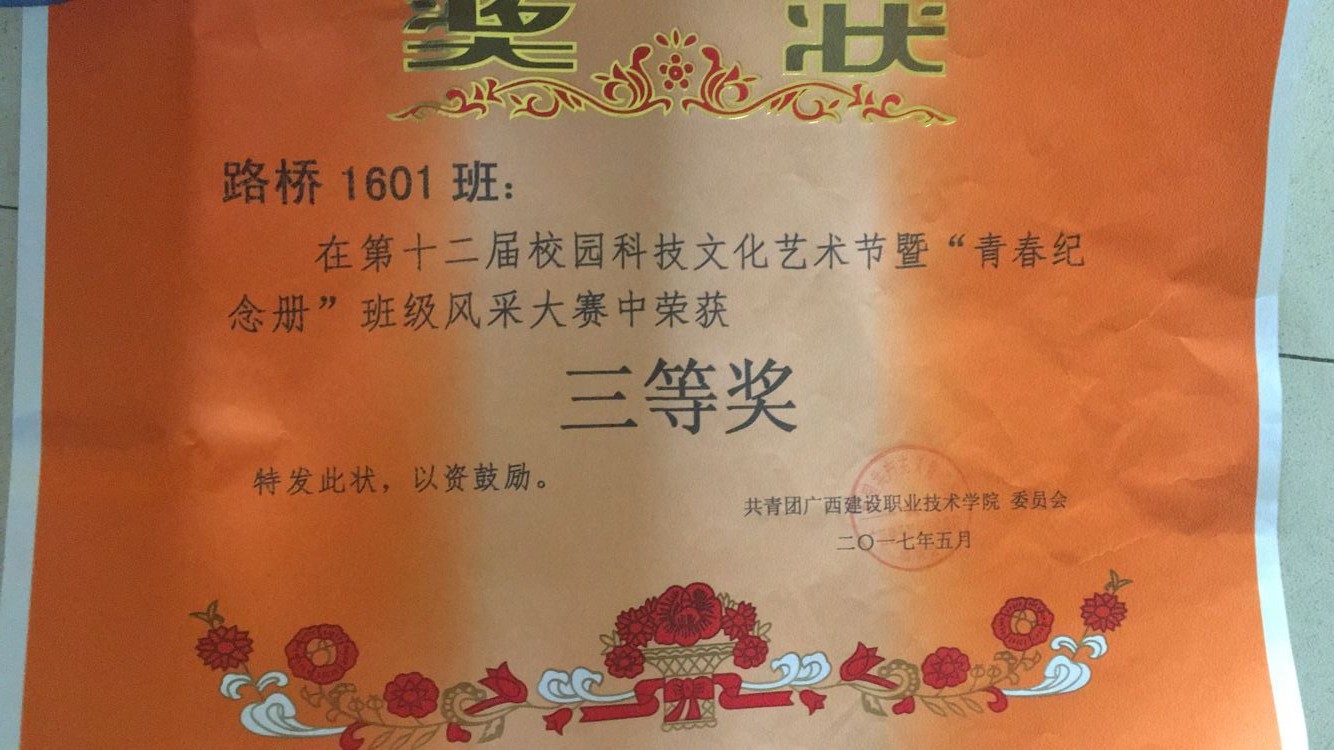 奖 状
路桥 1601 班：
在第十二届校园科技文化艺术节暨“青春纪
念册”班级风采大赛中荣获
三等奖
特发此状，以资鼓励。
共青团广西建设职业技术学院 委员会
二〇一七年五月